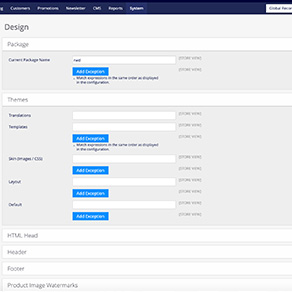 Customers Promotions Newsletter CMS Reports System
Design
Package
Current Package Name
rwd
[STORE VIEW]
Add Exception
Match expressions in the same order as displayed
in the configuration.
Themes
Translations
[STORE VIEW]
Templates
[STORE VIEW]
Add Exception
Match expressions in the same order as displayed
in the configuration.
Skin (Images / CSS)
[STORE VIEW]
Add Exception
Layout
[STORE VIEW]
Add Exception
Default
[STORE VIEW]
Add Exception
HTML Head
Header
Footer
Product Image Watermarks